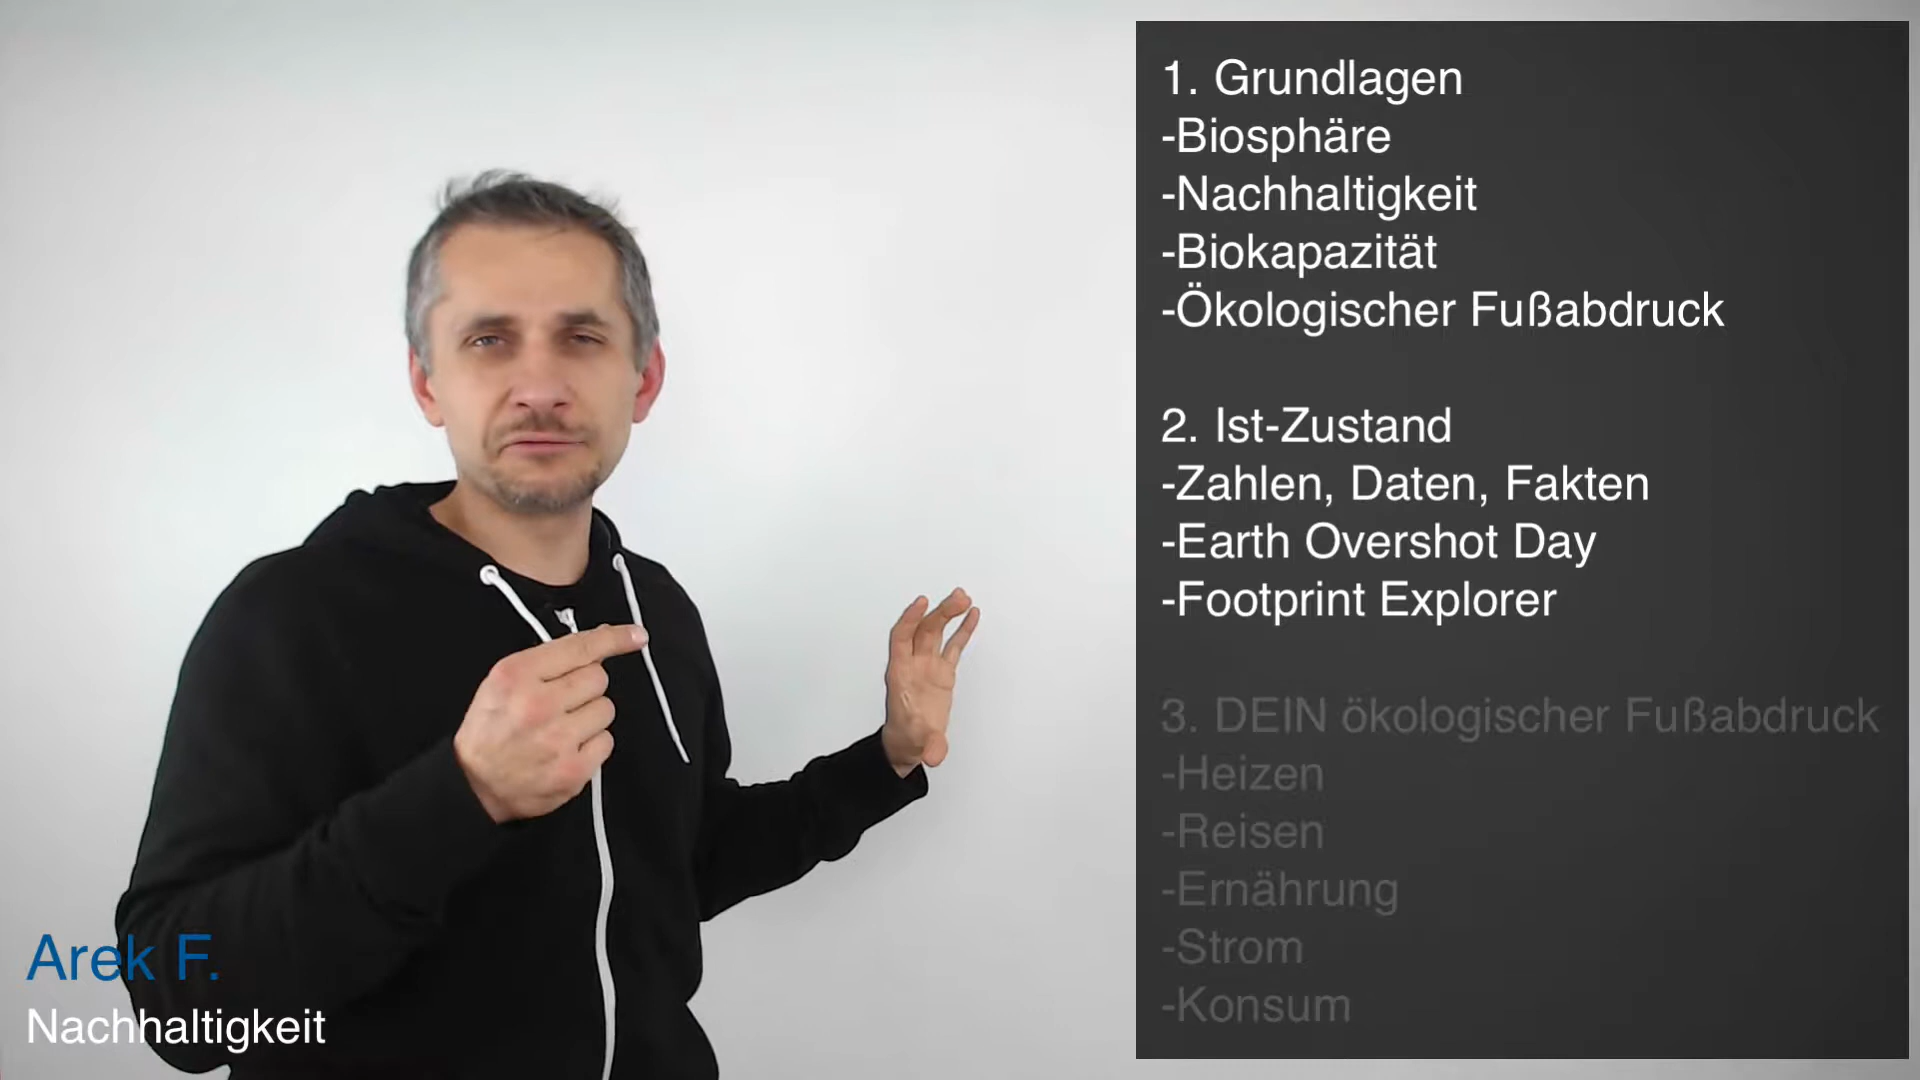 1. Grundlagen
-Biosphäre
-Nachhaltigkeit
-Biokapazität
-Ökologischer Fußabdruck
2. Ist-Zustand
-Zahlen, Daten, Fakten
-Earth Overshot Day
-Footprint Explorer
3. DEIN ökologischer Fußabdruck
-Heizen
-Reisen
-Ernährung
-Strom
-Konsum
Arek F.
Nachhaltigkeit